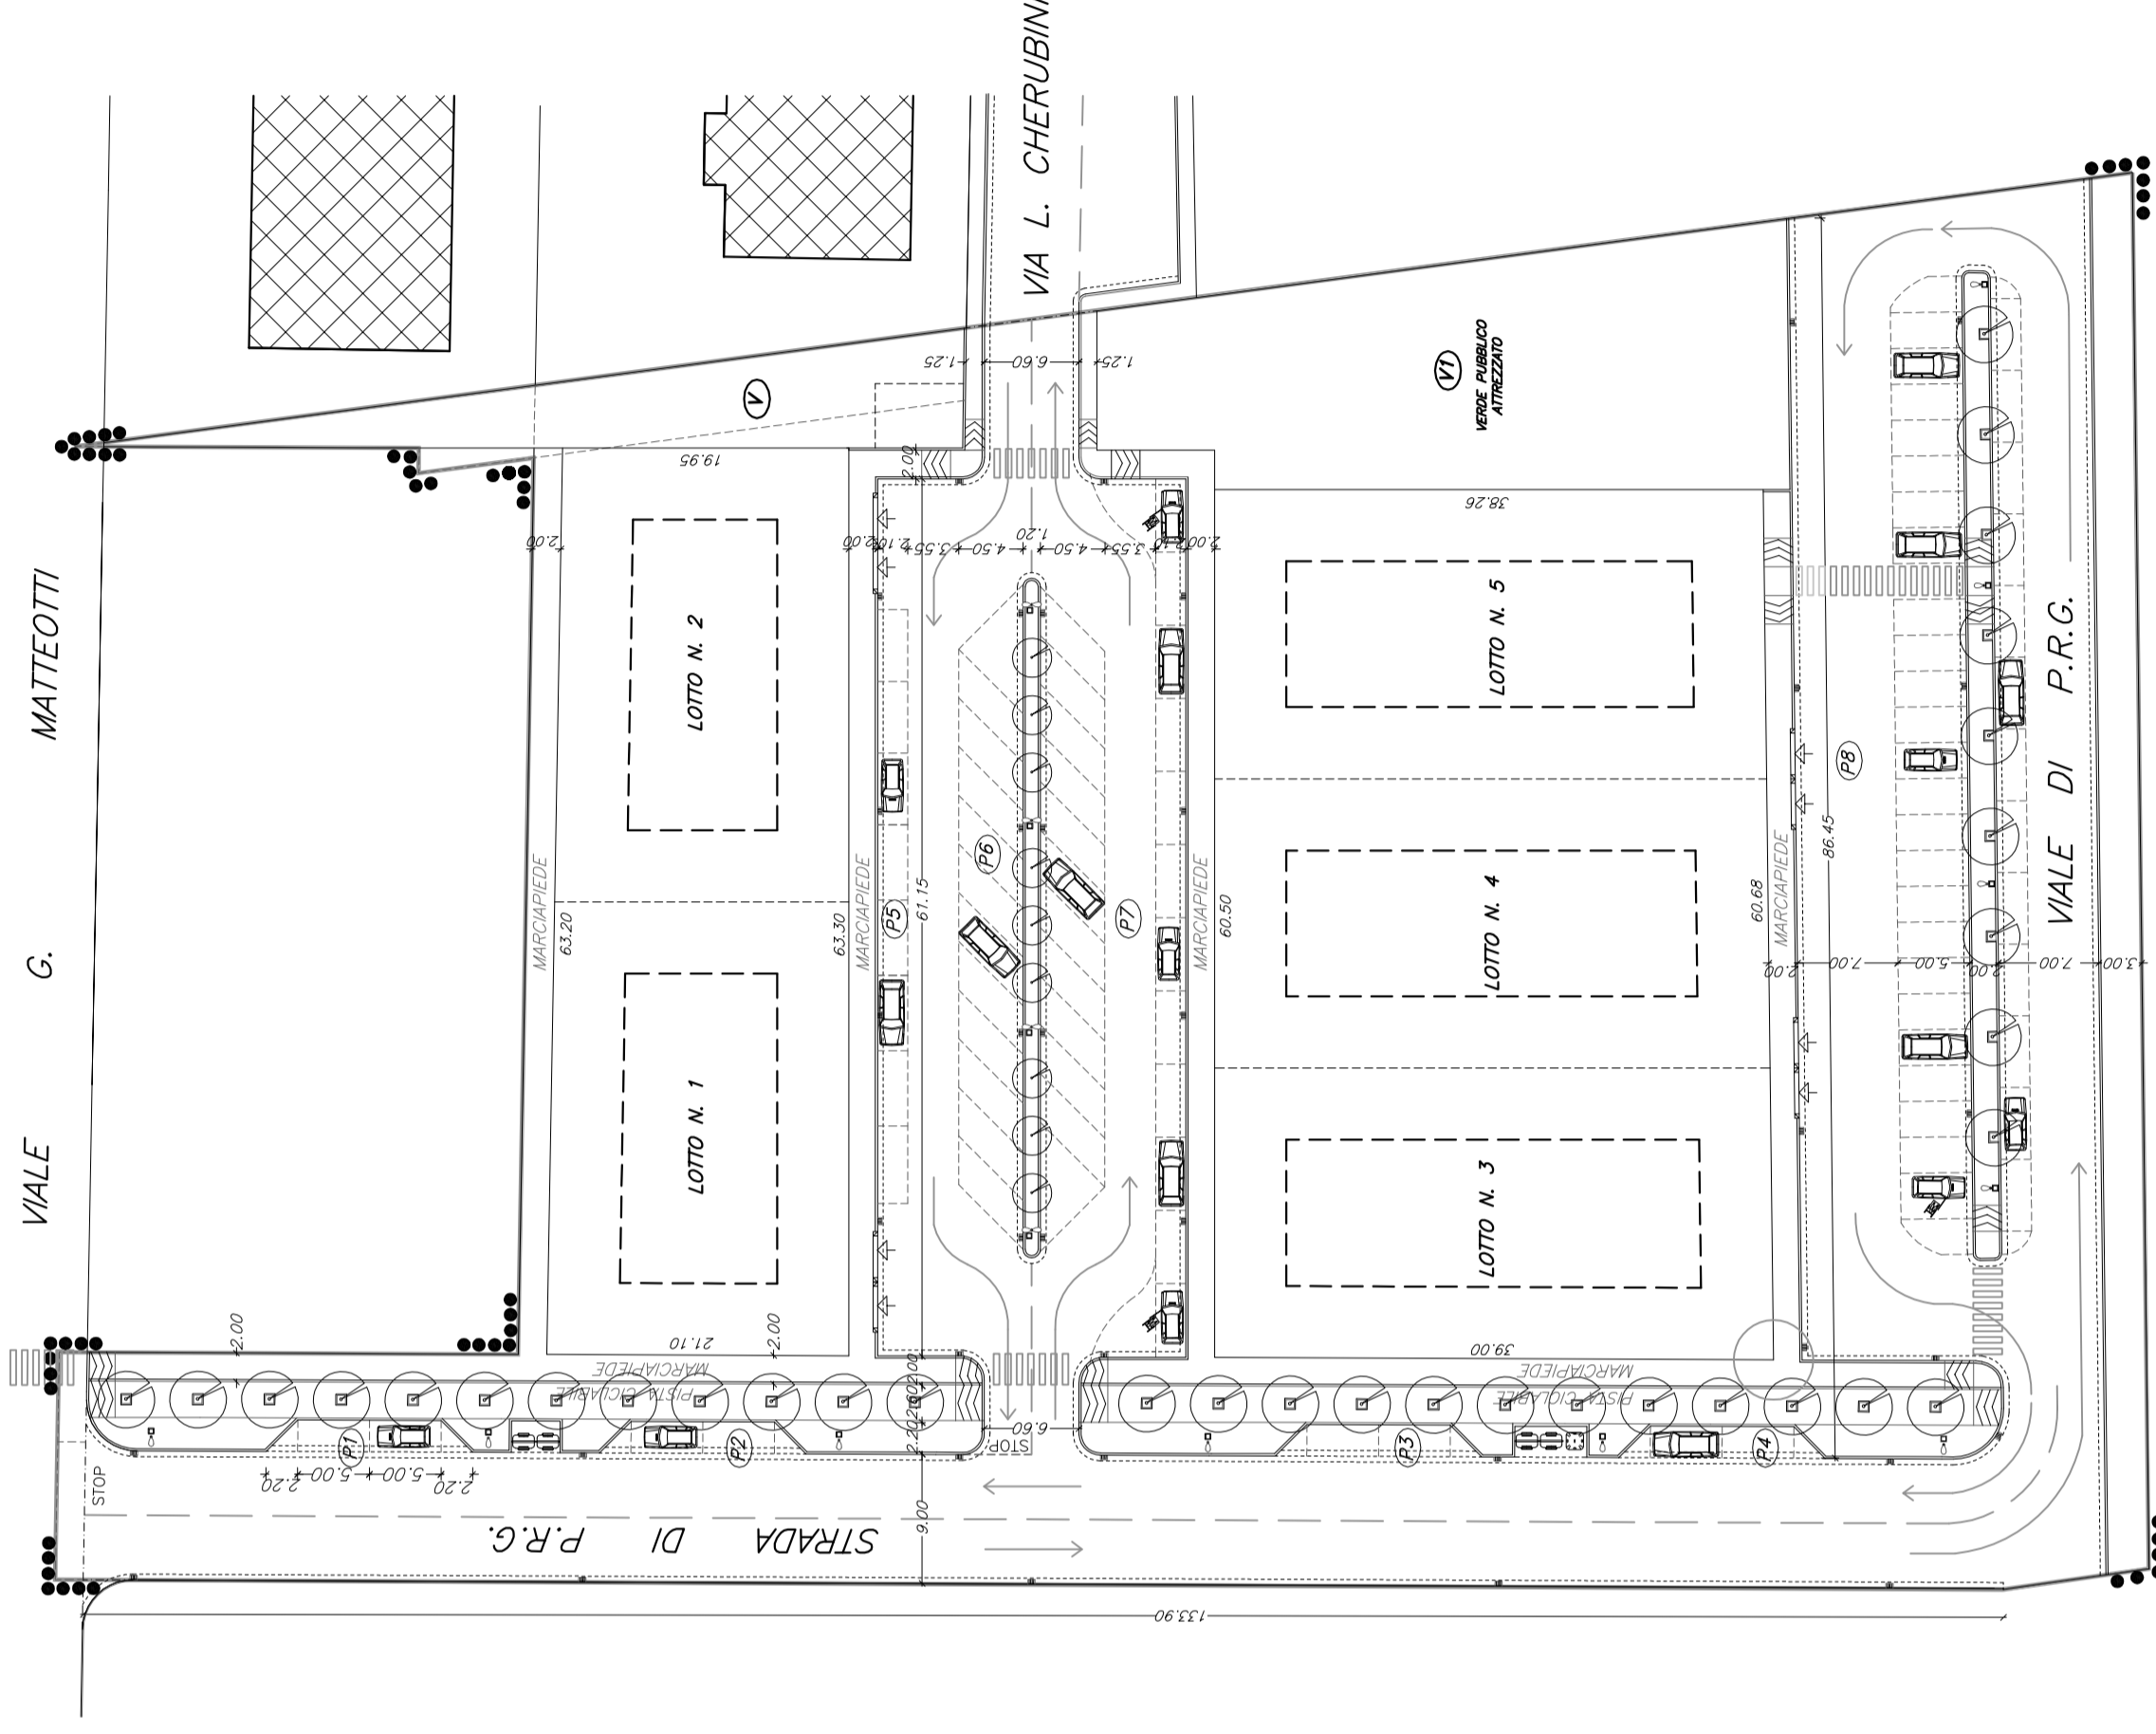 VIALE G. MATTEOTTI
VIA L. CHERUBINI
V
V1
VERDE PUBBLICO
ATTREZZATO
1.25
6.60
1.25
19.95
2.00
2.00
2.00
2.10
3.55
4.50
1.20
4.50
3.55
2.00
38.26
LOTTO N. 2
LOTTO N. 5
MARCIAPIEDE
63.20
63.30
MARCIAPIEDE
P5
61.15
P6
P7
MARCIAPIEDE
60.50
LOTTO N. 4
60.68
MARCIAPIEDE
86.45
P8
VIALE DI P.R.G.
2.00
7.00
5.00
2.00
7.00
3.00
LOTTO N. 1
LOTTO N. 3
2.00
21.10
2.00
39.00
MARCIAPIEDE
PISTA CICLABILE
MARCIAPIEDE
PISTA CICLABILE
2.00
2.60
2.20
6.60
STOP
P1
P2
P3
P4
STOP
2.20
5.00
5.00
2.20
9.00
STRADA DI P.R.G.
133.90